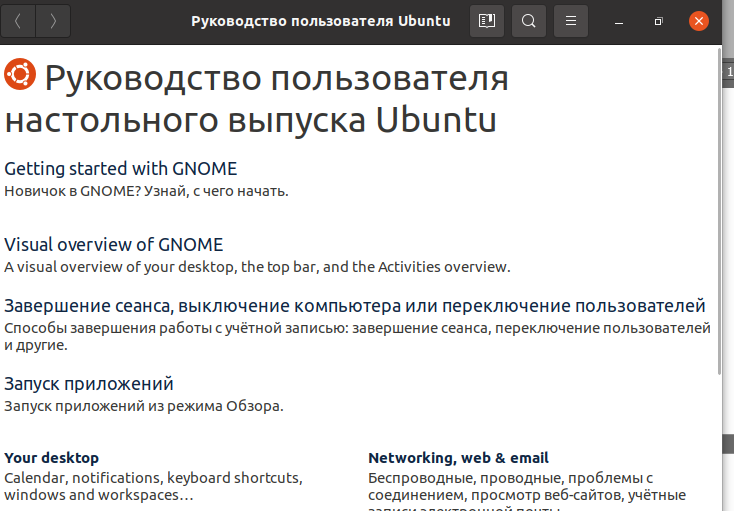 Руководство пользователя Ubuntu
1
Руководство пользователя
настольного выпуска Ubuntu
Getting started with GNOME
Новичок в GNOME? Узнай, с чего начать.
Visual overview of GNOME
A visual overview of your desktop, the top bar, and the Activities overview.
Завершение сеанса, выключение компьютера или переключение пользователей
Способы завершения работы с учётной записью: завершение сеанса, переключение пользователей
и другие.
Запуск приложений
Запуск приложений из режима Обзора.
Your desktop
Calendar, notifications, keyboard shortcuts,
windows and workspaces…
Networking, web & email
Беспроводные, проводные, проблемы с
соединением, просмотр веб-сайтов, учётные
записи электронной почты